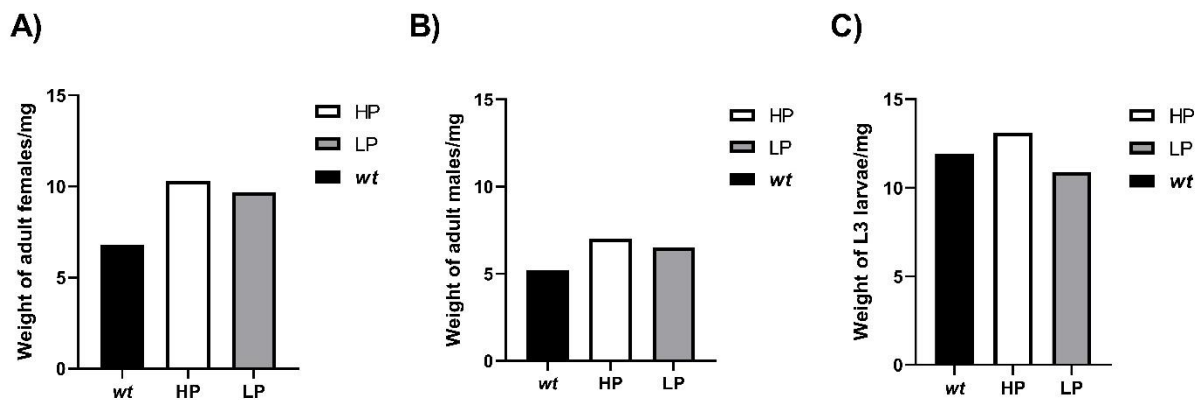 A)
Weight of adult females/mg
15
10
5
0
wt
HP
LP
HP
LP
wt
B)
Weight of adult males/mg
15
10
5
0
wt
HP
LP
HP
LP
wt
C)
Weight of L3 larvae/mg
15
10
5
0
wt
HP
LP
HP
LP
wt